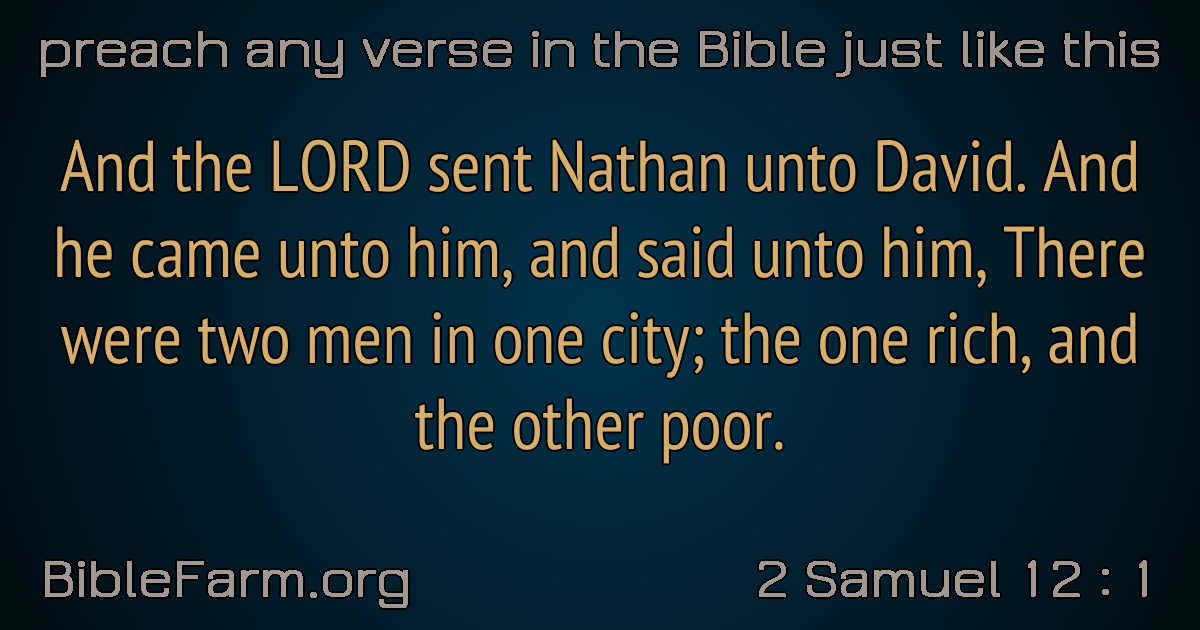 preach any verse in the Bible just like this
And the LORD sent Nathan unto David. And
he came unto him, and said unto him, There
were two men in one city; the one rich, and
the other poor.
BibleFarm.org
2 Samuel 12 : 1